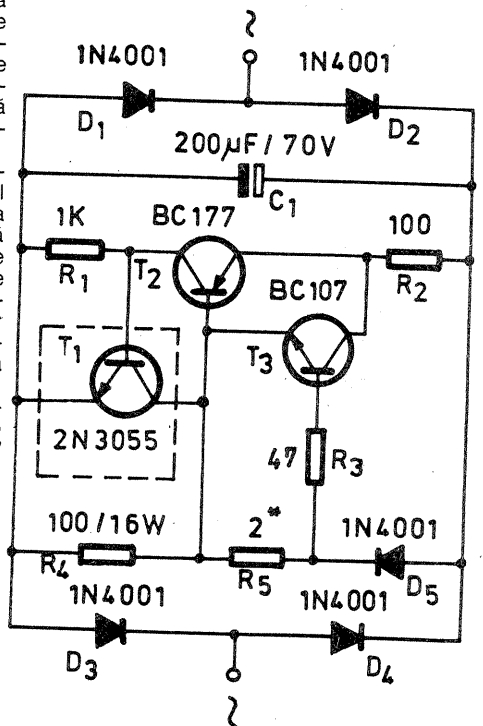 ~
1N4001
1N4001
D1
D2
200µF/70V
C1
1K
BC177
100
R1
T2
R2
BC107
T1
T3
2N3055
47
R3
100/16W
2*
1N4001
R4
R5
D5
1N4001
1N4001
D3
D4
~